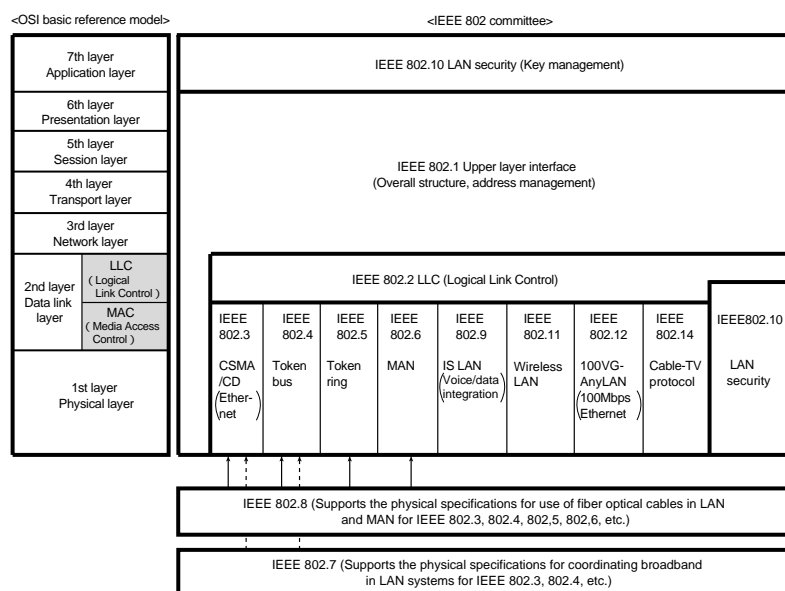 <OSI basic reference model>
<IEEE 802 committee>
7th layer
Application layer
6th layer
Presentation layer
5th layer
Session layer
4th layer
Transport layer
3rd layer
Network layer
2nd layer
Data link
layer
LLC
( Logical
Link Control )
MAC
( Media Access
Control )
1st layer
Physical layer
IEEE 802.10 LAN security (Key management)
IEEE 802.1 Upper layer interface
(Overall structure, address management)
IEEE 802.2 LLC (Logical Link Control)
IEEE
802.3
CSMA
/CD
(Ether-
net)
IEEE
802.4
Token
bus
IEEE
802.5
Token
ring
IEEE
802.6
MAN
IEEE
802.9
IS LAN
(Voice/data
integration)
IEEE
802.11
Wireless
LAN
IEEE
802.12
100VG-
AnyLAN
(100Mbps
Ethernet)
IEEE
802.14
Cable-TV
protocol
IEEE802.10
LAN
security
IEEE 802.8 (Supports the physical specifications for use of fiber optical cables in LAN
and MAN for IEEE 802.3, 802.4, 802,5, 802,6, etc.)
IEEE 802.7 (Supports the physical specifications for coordinating broadband
in LAN systems for IEEE 802.3, 802.4, etc.)